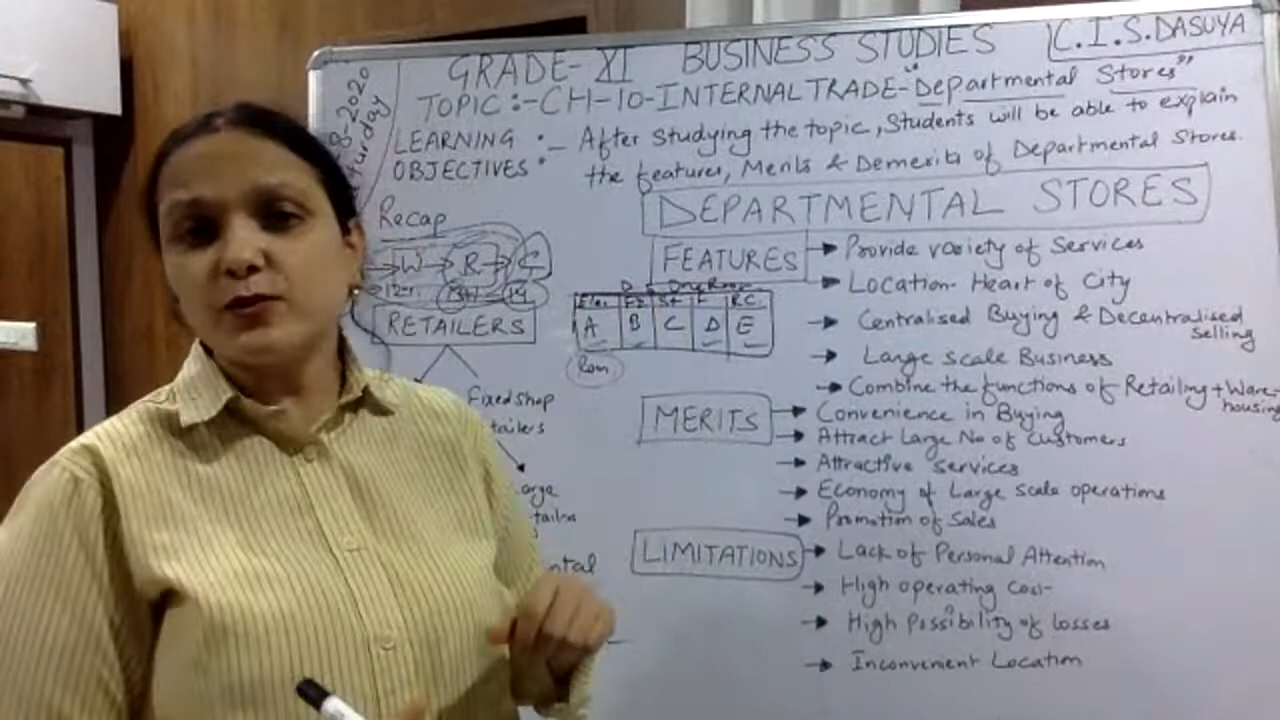 GRADE-XI BUSINESS STUDIES C.I.S.DASUYA
TOPIC:-CH-10-INTERNAL TRADE-"Departmental Stores"
LEARNING OBJECTIVES :- After studying the topic, Students will be able to explain
the features, Merits & Demerits of Departmental Stores.
8-2020
DEPARTMENTAL STORES
Recap
W R C
RETAILERS
Fixed shop
FEATURES
Provide variety of Services
Location- Heart of City
Centralised Buying & Decentralised
selling
Large Scale Business
Combine the functions of Retailing + Ware-
housing
A B C D E
MERITS
Convenience in Buying
Attract Large No of customers
Attractive services
Economy of Large scale operations
Promotion of Sales
LIMITATIONS
Lack of Personal Attention
High operating Cost
High Possibility of losses
Inconvenient Location